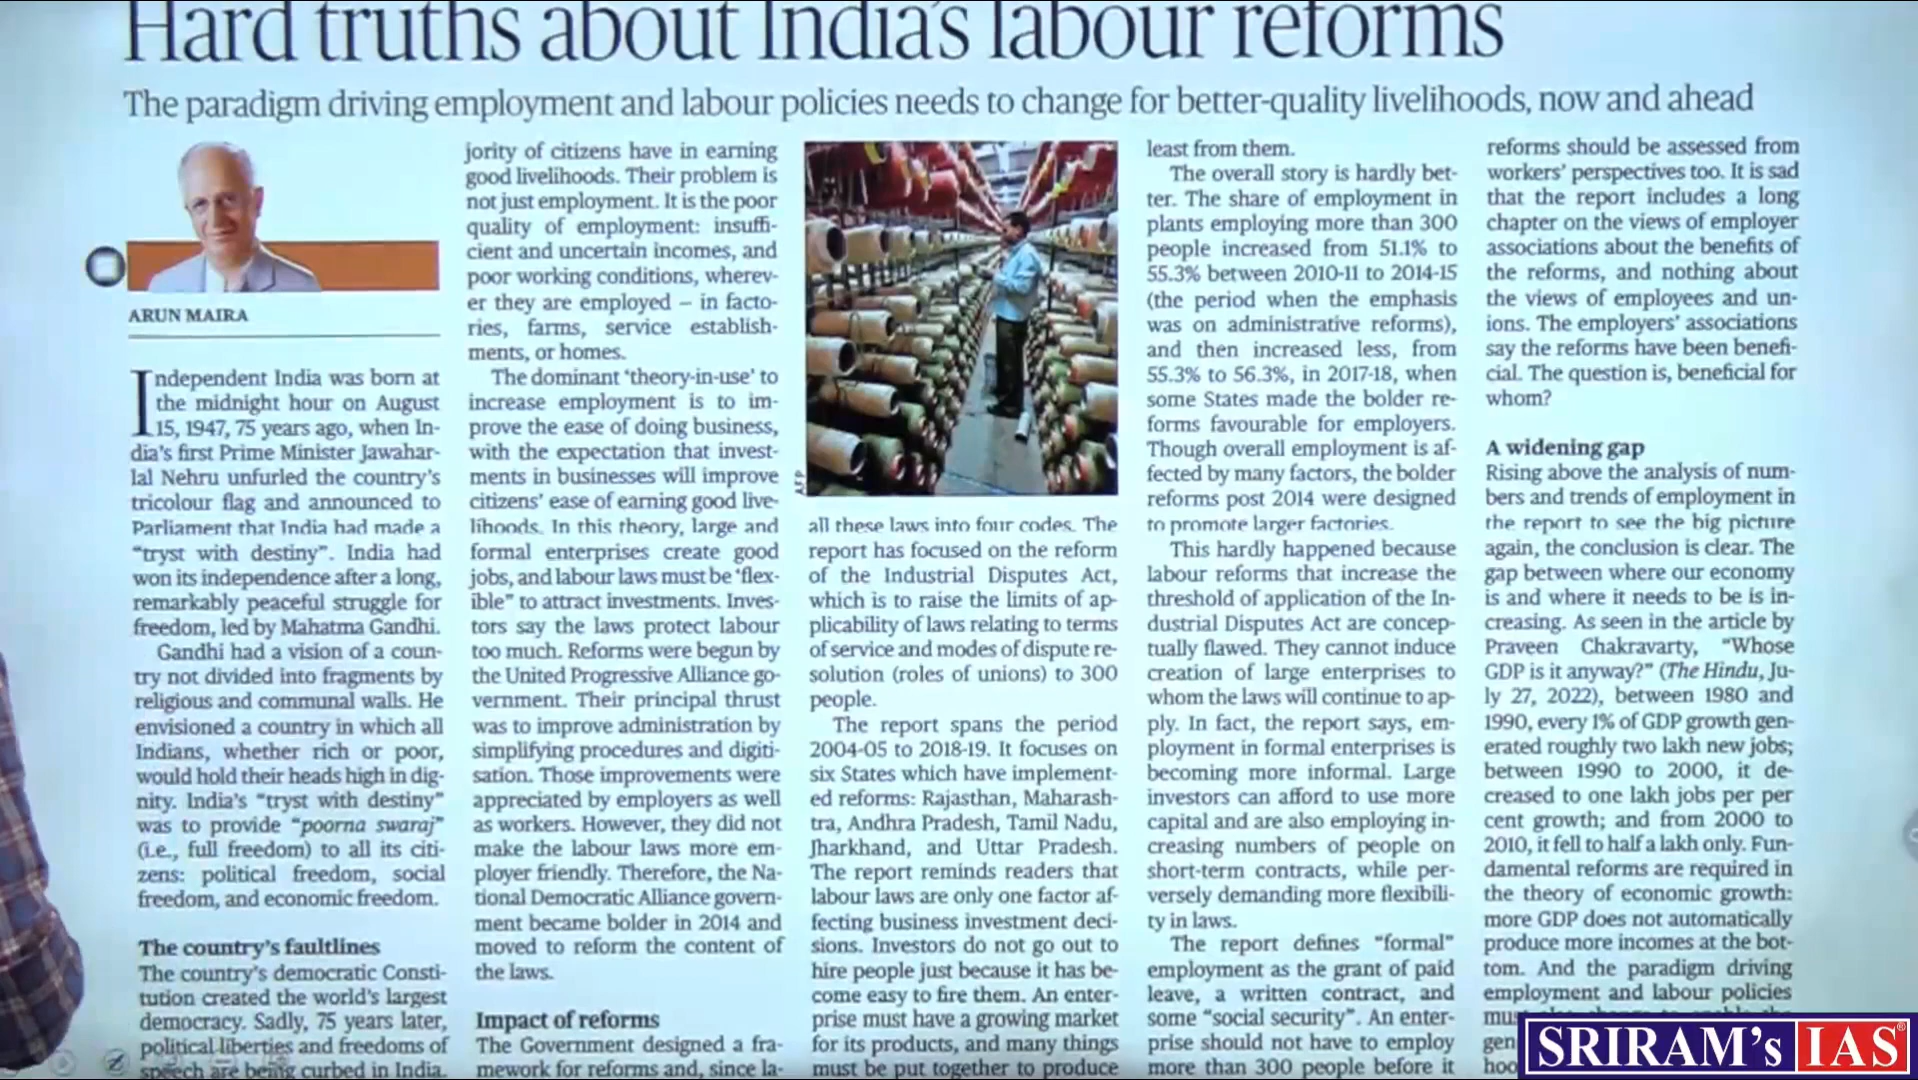 Hard truths about India's labour reforms
The paradigm driving employment and labour policies needs to change for better-quality livelihoods, now and ahead
ARUN MAIRA
Independent India was born at
the midnight hour on August
15, 1947, 75 years ago, when In-
dia's first Prime Minister Jawahar-
lal Nehru unfurled the country's
tricolour flag and announced to
Parliament that India had made a
"tryst with destiny". India had
won its independence after a long,
remarkably peaceful struggle for
freedom, led by Mahatma Gandhi.
Gandhi had a vision of a coun-
try not divided into fragments by
religious and communal walls. He
envisioned a country in which all
Indians, whether rich or poor,
would hold their heads high in dig-
nity. India's "tryst with destiny"
was to provide "poorna swaraj"
(i.e., full freedom) to all its citi-
zens: political freedom, social
freedom, and economic freedom.
The country's faultlines
The country's democratic Consti-
tution created the world's largest
democracy. Sadly, 75 years later,
political liberties and freedoms of
speech are being curbed in India.
jority of citizens have in earning
good livelihoods. Their problem is
not just employment. It is the poor
quality of employment: insuffi-
cient and uncertain incomes, and
poor working conditions, wherev-
er they are employed – in facto-
ries, farms, service establish-
ments, or homes.
The dominant 'theory-in-use' to
increase employment is to im-
prove the ease of doing business,
with the expectation that invest-
ments in businesses will improve
citizens' ease of earning good live-
lihoods. In this theory, large and
formal enterprises create good
jobs, and labour laws must be 'flex-
ible" to attract investments. Inves-
tors say the laws protect labour
too much. Reforms were begun by
the United Progressive Alliance go-
vernment. Their principal thrust
was to improve administration by
simplifying procedures and digiti-
sation. Those improvements were
appreciated by employers as well
as workers. However, they did not
make the labour laws more em-
ployer friendly. Therefore, the Na-
tional Democratic Alliance govern-
ment became bolder in 2014 and
moved to reform the content of
the laws.
Impact of reforms
The Government designed a fra-
mework for reforms and, since la-
all these laws into four codes. The
report has focused on the reform
of the Industrial Disputes Act,
which is to raise the limits of ap-
plicability of laws relating to terms
of service and modes of dispute re-
solution (roles of unions) to 300
people.
The report spans the period
2004-05 to 2018-19. It focuses on
six States which have implement-
ed reforms: Rajasthan, Maharash-
tra, Andhra Pradesh, Tamil Nadu,
Jharkhand, and Uttar Pradesh.
The report reminds readers that
labour laws are only one factor af-
fecting business investment deci-
sions. Investors do not go out to
hire people just because it has be-
come easy to fire them. An enter-
prise must have a growing market
for its products, and many things
must be put together to produce
least from them.
The overall story is hardly bet-
ter. The share of employment in
plants employing more than 300
people increased from 51.1% to
55.3% between 2010-11 to 2014-15
(the period when the emphasis
was on administrative reforms),
and then increased less, from
55.3% to 56.3%, in 2017-18, when
some States made the bolder re-
forms favourable for employers.
Though overall employment is af-
fected by many factors, the bolder
reforms post 2014 were designed
to promote larger factories.
This hardly happened because
labour reforms that increase the
threshold of application of the In-
dustrial Disputes Act are concep-
tually flawed. They cannot induce
creation of large enterprises to
whom the laws will continue to ap-
ply. In fact, the report says, em-
ployment in formal enterprises is
becoming more informal. Large
investors can afford to use more
capital and are also employing in-
creasing numbers of people on
short-term contracts, while per-
versely demanding more flexibili-
ty in laws.
The report defines "formal"
employment as the grant of paid
leave, a written contract, and
some "social security". An enter-
prise should not have to employ
more than 300 people before it
reforms should be assessed from
workers' perspectives too. It is sad
that the report includes a long
chapter on the views of employer
associations about the benefits of
the reforms, and nothing about
the views of employees and un-
ions. The employers' associations
say the reforms have been benefi-
cial. The question is, beneficial for
whom?
A widening gap
Rising above the analysis of num-
bers and trends of employment in
the report to see the big picture
again, the conclusion is clear. The
gap between where our economy
is and where it needs to be is in-
creasing. As seen in the article by
Praveen Chakravarty, "Whose
GDP is it anyway?" (The Hindu, Ju-
ly 27, 2022), between 1980 and
1990, every 1% of GDP growth gen-
erated roughly two lakh new jobs;
between 1990 to 2000, it de-
creased to one lakh jobs per per
cent growth; and from 2000 to
2010, it fell to half a lakh only. Fun-
damental reforms are required in
the theory of economic growth:
more GDP does not automatically
produce more incomes at the bot-
tom. And the paradigm driving
employment and labour policies
SRIRAM's IAS®